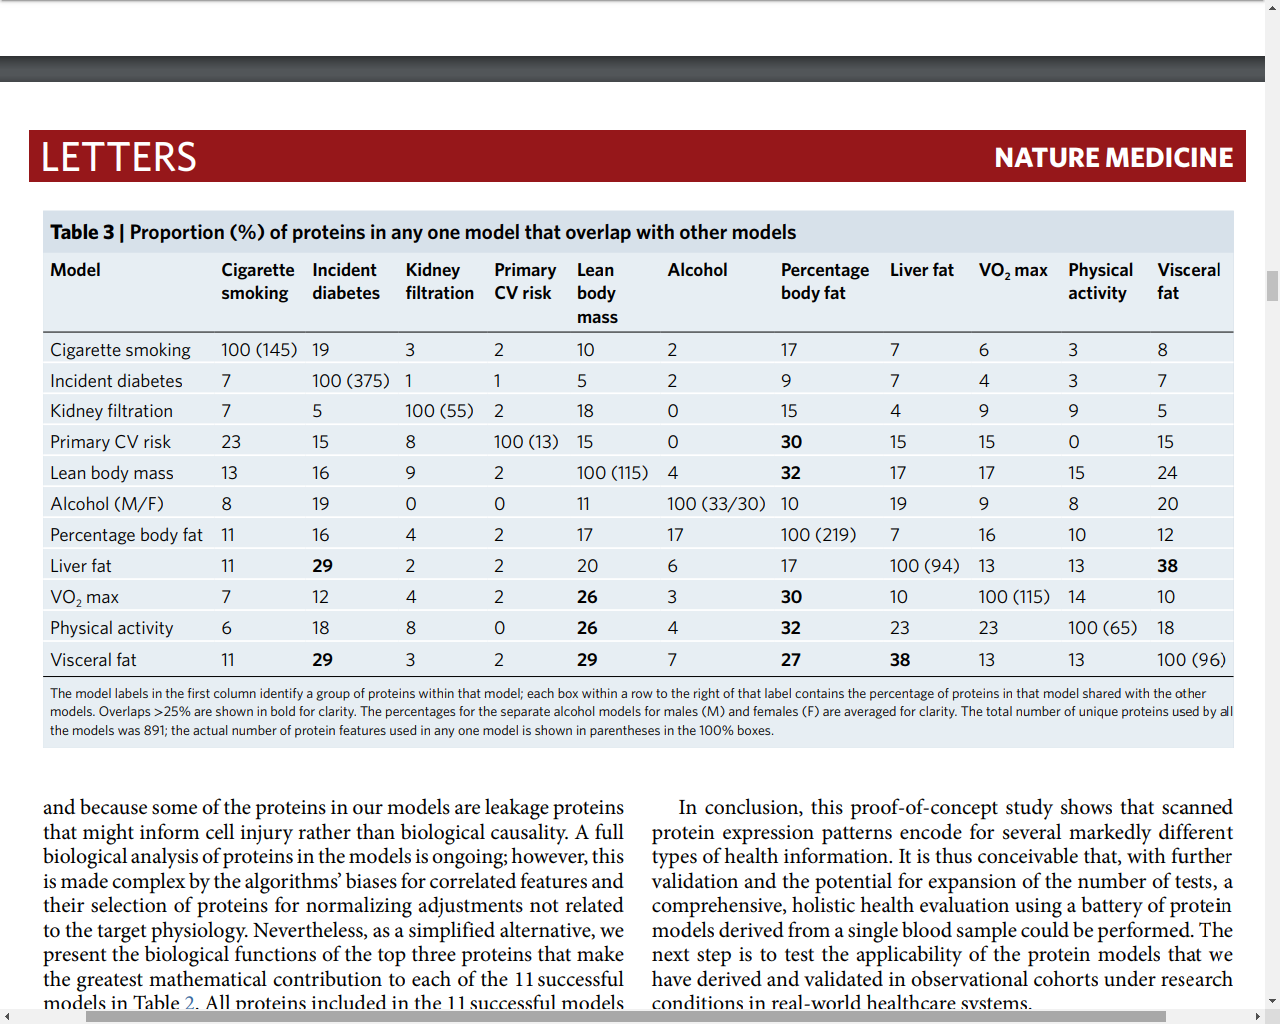 LETTERS NATURE MEDICINE
Table 3 | Proportion (%) of proteins in any one model that overlap with other models
Model Cigarette smoking Incident diabetes Kidney filtration Primary CV risk Lean body mass Alcohol Percentage body fat Liver fat VO2 max Physical activity Visceral fat
Cigarette smoking 100 (145) 19 3 2 10 2 17 7 6 3 8
Incident diabetes 7 100 (375) 1 1 5 2 9 7 4 3 7
Kidney filtration 7 5 100 (55) 2 18 0 15 4 9 9 5
Primary CV risk 23 15 8 100 (13) 15 0 30 15 15 0 15
Lean body mass 13 16 9 2 100 (115) 4 32 17 17 15 24
Alcohol (M/F) 8 19 0 0 11 100 (33/30) 10 19 9 8 20
Percentage body fat 11 16 4 2 17 17 100 (219) 7 16 10 12
Liver fat 11 29 2 2 20 6 17 100 (94) 13 13 38
VO2 max 7 12 4 2 26 3 30 10 100 (115) 14 10
Physical activity 6 18 8 0 26 4 32 23 23 100 (65) 18
Visceral fat 11 29 3 2 29 7 27 38 13 13 100 (96)
The model labels in the first column identify a group of proteins within that model; each box within a row to the right of that label contains the percentage of proteins in that model shared with the other
models. Overlaps >25% are shown in bold for clarity. The percentages for the separate alcohol models for males (M) and females (F) are averaged for clarity. The total number of unique proteins used by all
the models was 891; the actual number of protein features used in any one model is shown in parentheses in the 100% boxes.
and because some of the proteins in our models are leakage proteins
that might inform cell injury rather than biological causality. A full
biological analysis of proteins in the models is ongoing; however, this
is made complex by the algorithms' biases for correlated features and
their selection of proteins for normalizing adjustments not related
to the target physiology. Nevertheless, as a simplified alternative, we
present the biological functions of the top three proteins that make
the greatest mathematical contribution to each of the 11 successful
models in Table 2. All proteins included in the 11 successful models
In conclusion, this proof-of-concept study shows that scanned
protein expression patterns encode for several markedly different
types of health information. It is thus conceivable that, with further
validation and the potential for expansion of the number of tests, a
comprehensive, holistic health evaluation using a battery of protein
models derived from a single blood sample could be performed. The
next step is to test the applicability of the protein models that we
have derived and validated in observational cohorts under research
conditions in real-world healthcare systems.